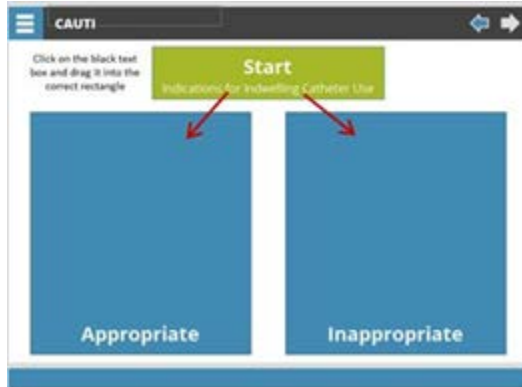 CAUTI
Click on the black text
box and drag it into the
correct rectangle
Start
Indications for Indwelling Catheter Use
Appropriate
Inappropriate